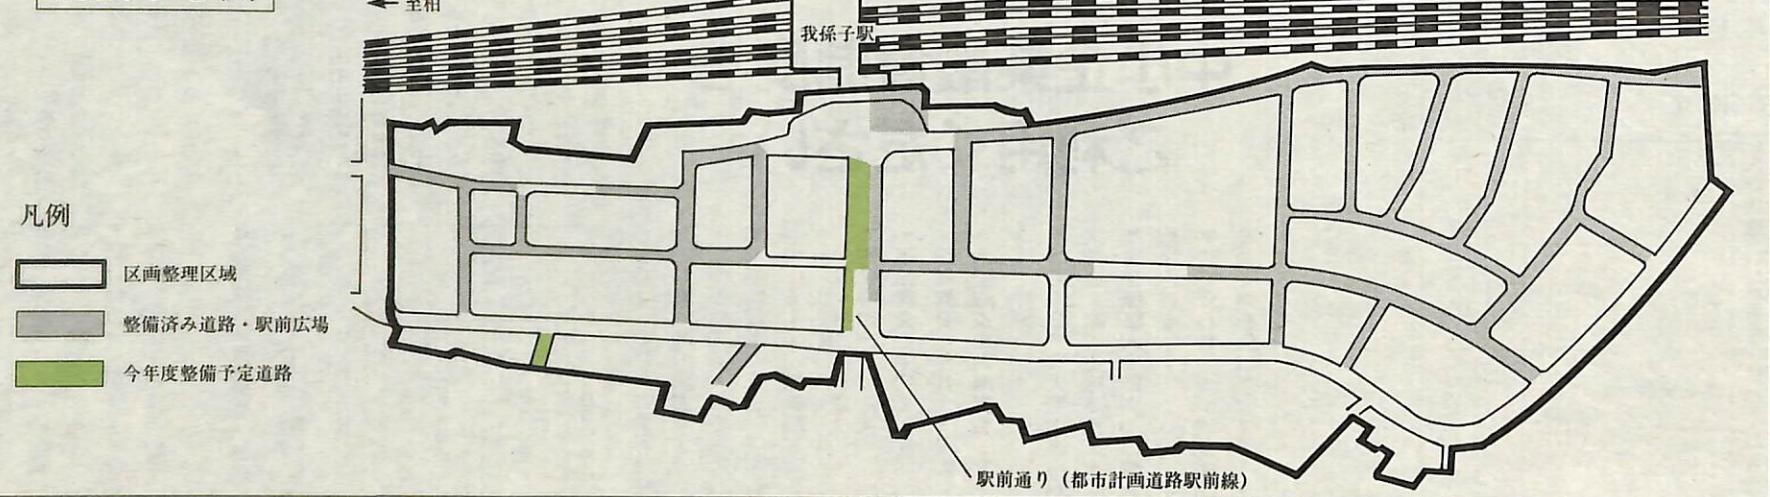 ←至柏
我孫子駅
凡例
区画整理区域
整備済み道路・駅前広場
今年度整備予定道路
駅前通り（都市計画道路駅前線）